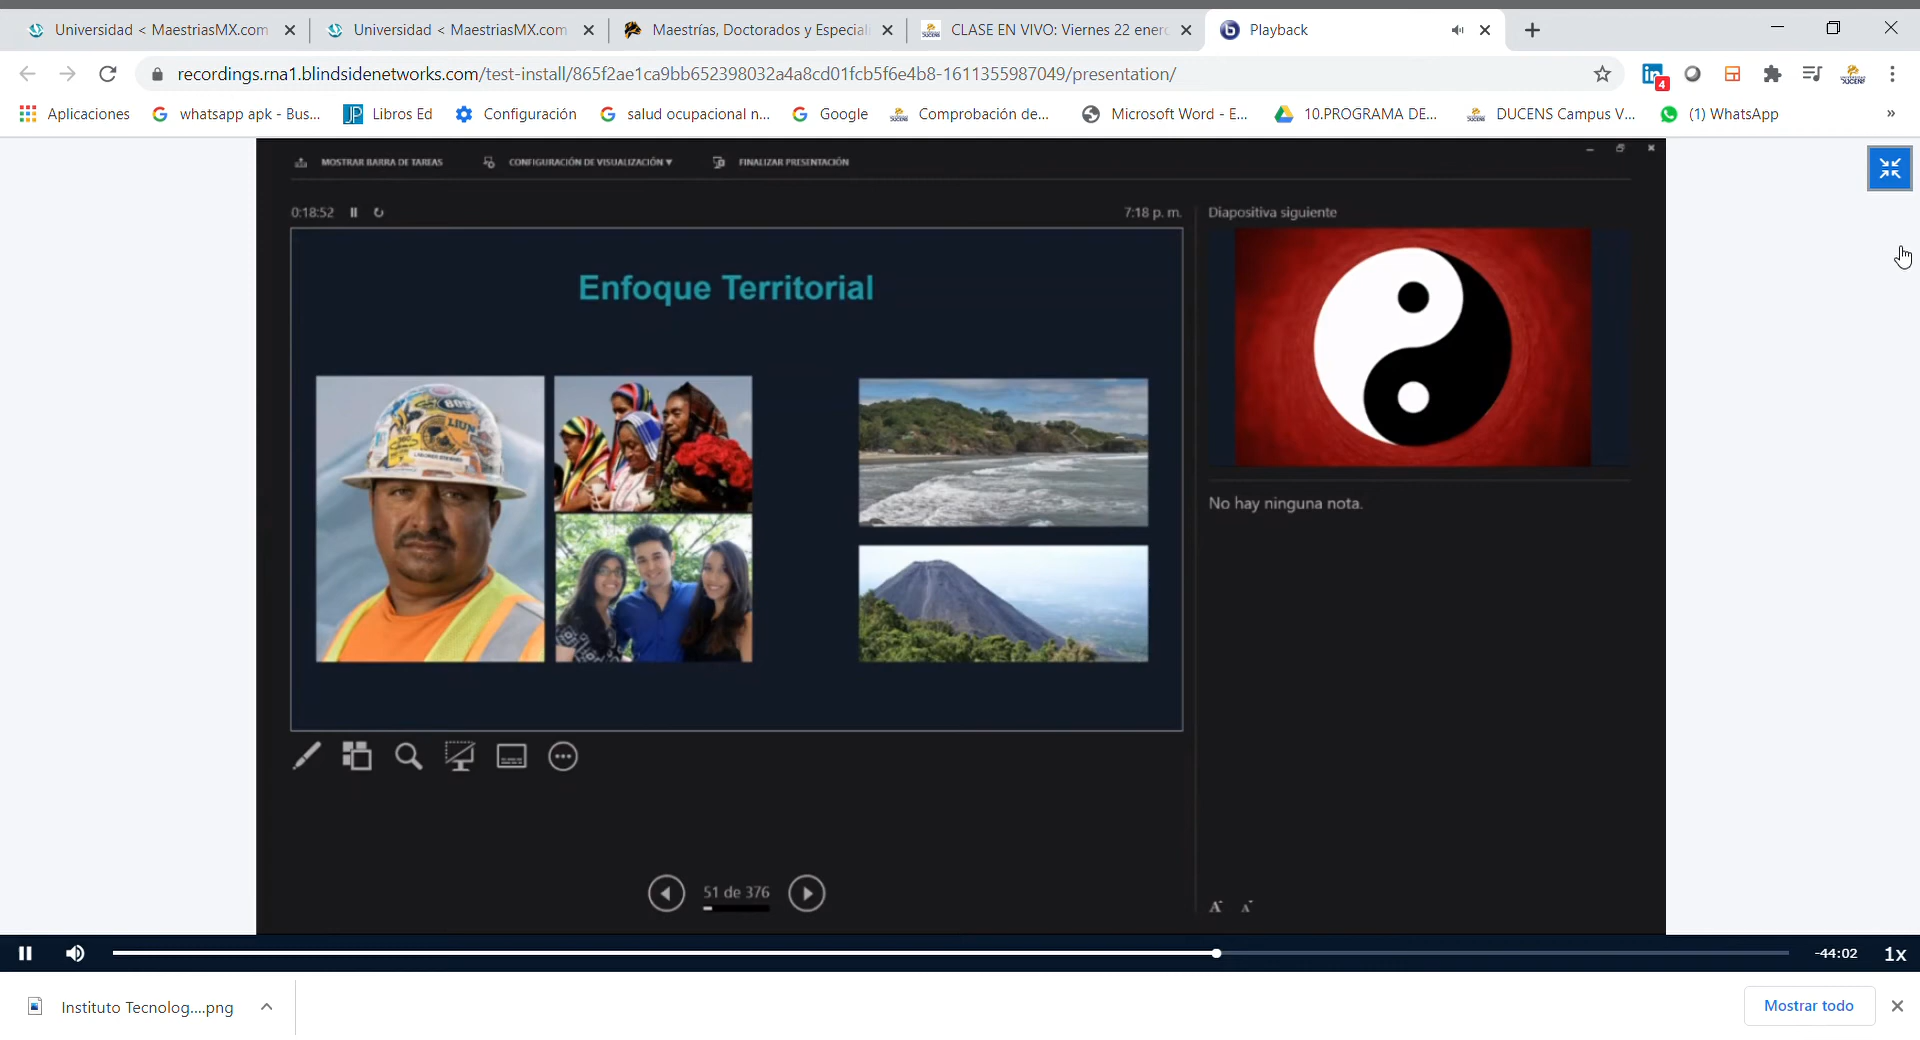 Universidad < MaestriasMX.com
Universidad < MaestriasMX.com
Maestrías, Doctorados y Especiali
CLASE EN VIVO: Viernes 22 enero
Playback
recordings.rna1.blindsidenetworks.com/test-install/865f2ae1ca9bb652398032a4a8cd01fcb5f6e4b8-1611355987049/presentation/
4
Aplicaciones
whatsapp apk - Bus...
Libros Ed
Configuración
salud ocupacional n...
Google
Comprobación de...
Microsoft Word - E...
10.PROGRAMA DE...
DUCENS Campus V...
(1) WhatsApp
»
MOSTRAR BARRA DE TAREAS
CONFIGURACIÓN DE VISUALIZACIÓN
FINALIZAR PRESENTACIÓN
0:18:52
7:18 p. m.
Diapositiva siguiente
Enfoque Territorial
No hay ninguna nota.
51 de 376
-44:02
1x
Instituto Tecnolog....png
Mostrar todo